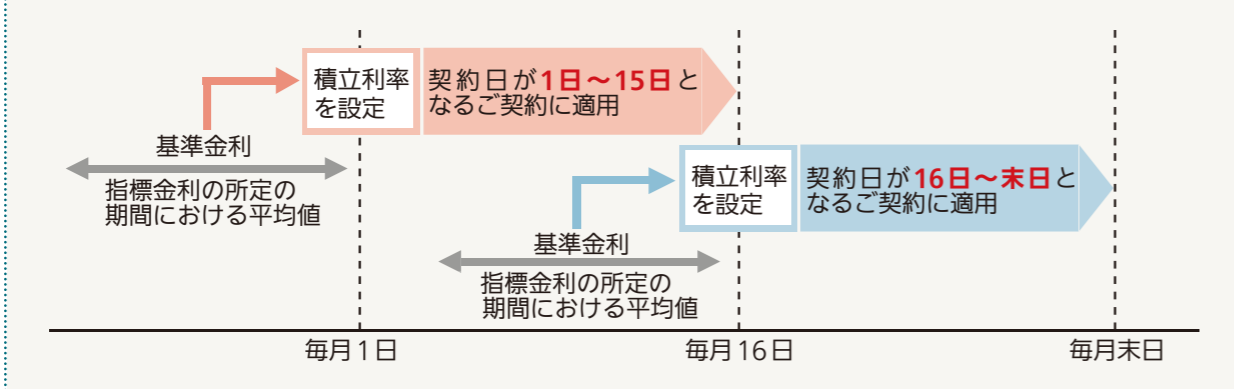 積立利率
を設定
契約日が1日〜15日と
なるご契約に適用
基準金利
指標金利の所定の
期間における平均値
積立利率
を設定
契約日が16日〜末日と
なるご契約に適用
基準金利
指標金利の所定の
期間における平均値
毎月1日
毎月16日
毎月末日